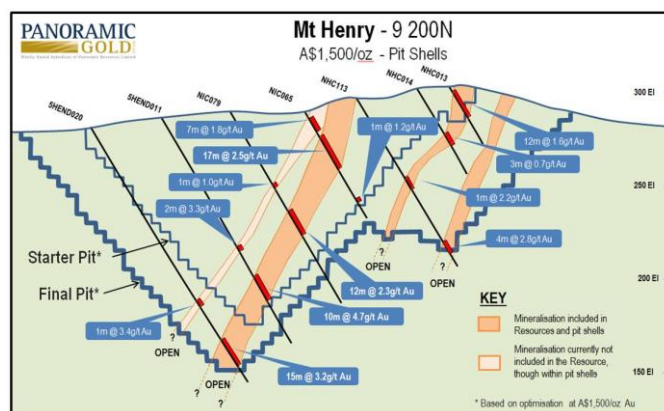 PANORAMIC
GOLD
Mt Henry - 9 200N
A$1,500/oz - Pit Shells
5HEND020
5HEND011
NIC079
NIC065
NHC113
NHC014
NHC013
300 El
250 El
150 El
7m @ 1.8g/t Au
17m @ 2.5g/t Au
1m @ 1.0g/t Au
2m @ 3.3g/t Au
1m @ 3.4g/t Au
1m @ 1.2g/t Au
12m @ 1.6g/t Au
3m @ 0.7g/t Au
1m @ 2.2g/t Au
4m @ 2.8g/t Au
12m @ 2.3g/t Au
10m @ 4.7g/t Au
15m @ 3.2g/t Au
Starter Pit*
Final Pit*
?
OPEN
?
OPEN
?
OPEN
?
OPEN
? ?
KEY
Mineralisation included in
Resources and pit shells
Mineralisation currently not
included in the Resource,
though within pit shells
* Based on optimisation at A$1,500/oz Au